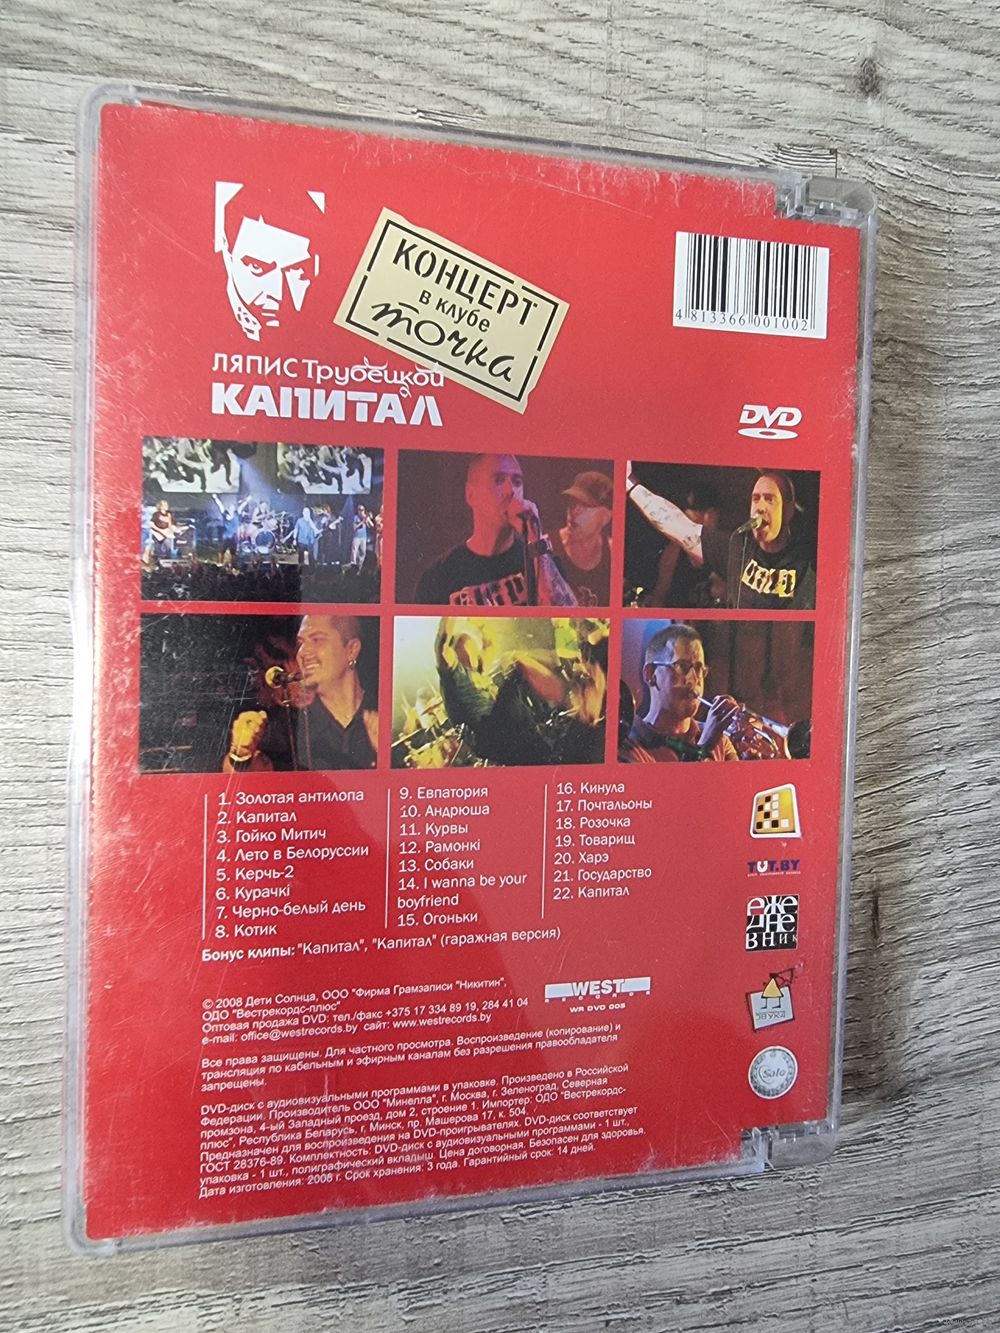 КОНЦЕРТ
в клубе
точка
4 813366 001002
ЛЯПИС Трубецкой
КАПИТАЛ
DVD
1. Золотая антилопа
2. Капитал
3. Гойко Митич
4. Лето в Белоруссии
5. Керчь-2
6. Курачкі
7. Черно-белый день
8. Котик
9. Евпатория
10. Андрюша
11. Курвы
12. Рамонкі
13. Собаки
14. I wanna be your
boyfriend
15. Огоньки
16. Кинула
17. Почтальоны
18. Розочка
19. Товарищ
20. Харэ
21. Государство
22. Капитал
Бонус клипы: "Капитал", "Капитал" (гаражная версия)
TUT.BY
еже
дне
вник
© 2008 Дети Солнца, ООО "Фирма Грамзаписи "Никитин",
ОДО "Вестрекордс-плюс"
Оптовая продажа DVD: тел./факс +375 17 334 89 19, 284 41 04
e-mail: office@westrecords.by сайт: www.westrecords.by
WEST
RECORDS
WR DVD 005
Все права защищены. Для частного просмотра. Воспроизведение (копирование) и
трансляция по кабельным и эфирным каналам без разрешения правообладателя
запрещены.
DVD-диск с аудиовизуальными программами в упаковке. Произведено в Российской
Федерации. Производитель ООО "Минелла", г. Москва, г. Зеленоград, Северная
промзона, 4-ый Западный проезд, дом 2, строение 1. Импортер: ОДО "Вестрекордс-
плюс", Республика Беларусь, г. Минск, пр. Машерова 17, к. 504.
Предназначен для воспроизведения на DVD-проигрывателях. DVD-диск соответствует
ГОСТ 28376-89. Комплектность: DVD-диск с аудиовизуальными программами - 1 шт.,
упаковка - 1 шт., полиграфический вкладыш. Цена договорная. Безопасен для здоровья.
Дата изготовления: 2008 г. Срок хранения: 3 года. Гарантийный срок: 14 дней.
ЗВУКА
Solo